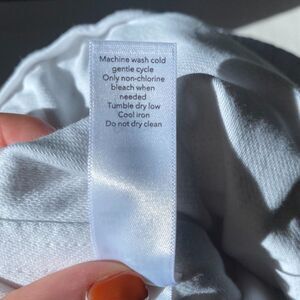 Machine wash cold
gentle cycle
Only non-chlorine
bleach when
needed
Tumble dry low
Cool iron
Do not dry clean